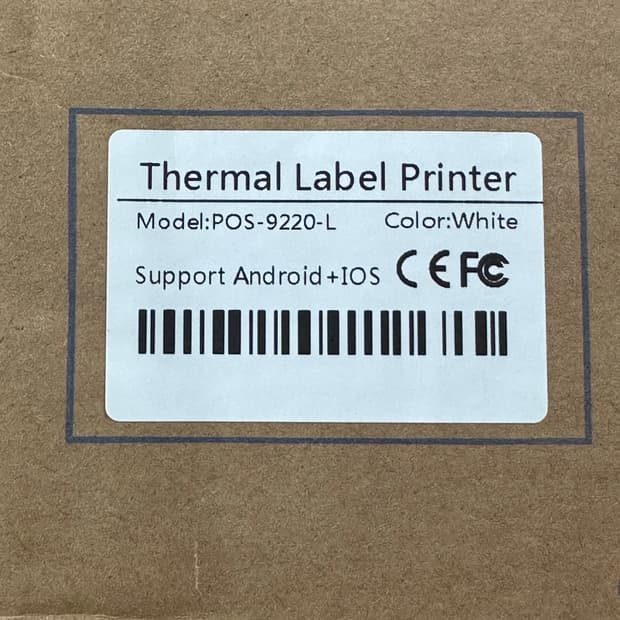 Thermal Label Printer
Model:POS-9220-L Color:White
Support Android+IOS CE FC